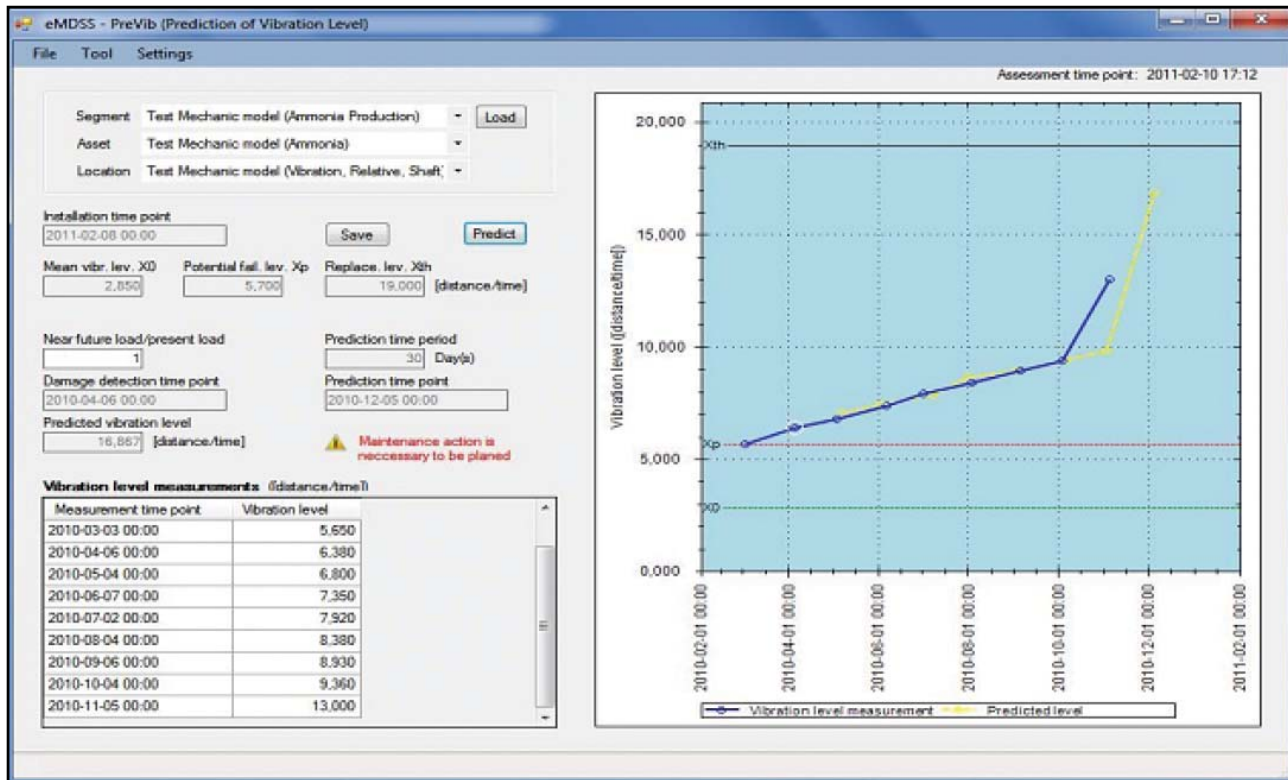 eMDSS - PreVib (Prediction of Vibration Level)
File Tool Settings
Assessment time point: 2011-02-10 17:12
Segment Test Mechanic model (Ammonia Production) Load
Asset Test Mechanic model (Ammonia)
Location Test Mechanic model (Vibration, Relative, Shaft)
Installation time point
2011-02-08 00:00 Save Predict
Mean vibr. lev. X0 Potential fail. lev. Xp Replace. lev. Xth
2,850 5,700 19,000 [distance/time]
Near future load/present load Prediction time period
1 30 Day(s)
Damage detection time point Prediction time point
2010-04-06 00:00 2010-12-05 00:00
Predicted vibration level
16,867 [distance/time] Maintenance action is
neccessary to be planed
Vibration level measurements ([distance/time])
Measurement time point Vibration level
2010-03-03 00:00 5,650
2010-04-06 00:00 6,380
2010-05-04 00:00 6,800
2010-06-07 00:00 7,350
2010-07-02 00:00 7,920
2010-08-04 00:00 8,380
2010-09-06 00:00 8,930
2010-10-04 00:00 9,360
2010-11-05 00:00 13,000
Vibration level ([distance/time])
20,000
Xth
15,000
10,000
Xp
5,000
X0
0,000
2010-02-01 00:00
2010-04-01 00:00
2010-06-01 00:00
2010-08-01 00:00
2010-10-01 00:00
2010-12-01 00:00
2011-02-01 00:00
Vibration level measurement Predicted level